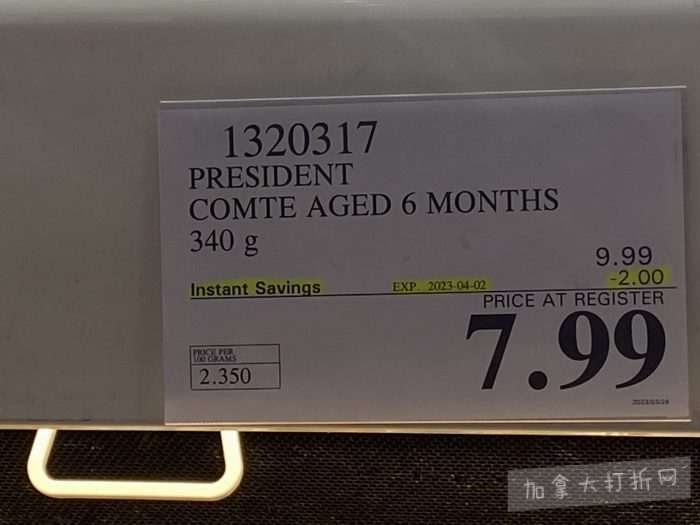 1320317
PRESIDENT
COMTE AGED 6 MONTHS
340 g
9.99
Instant Savings EXP. 2023-04-02 -2.00
PRICE AT REGISTER
7.99
PRICE PER
100 GRAMS
2.350
加拿大打折网